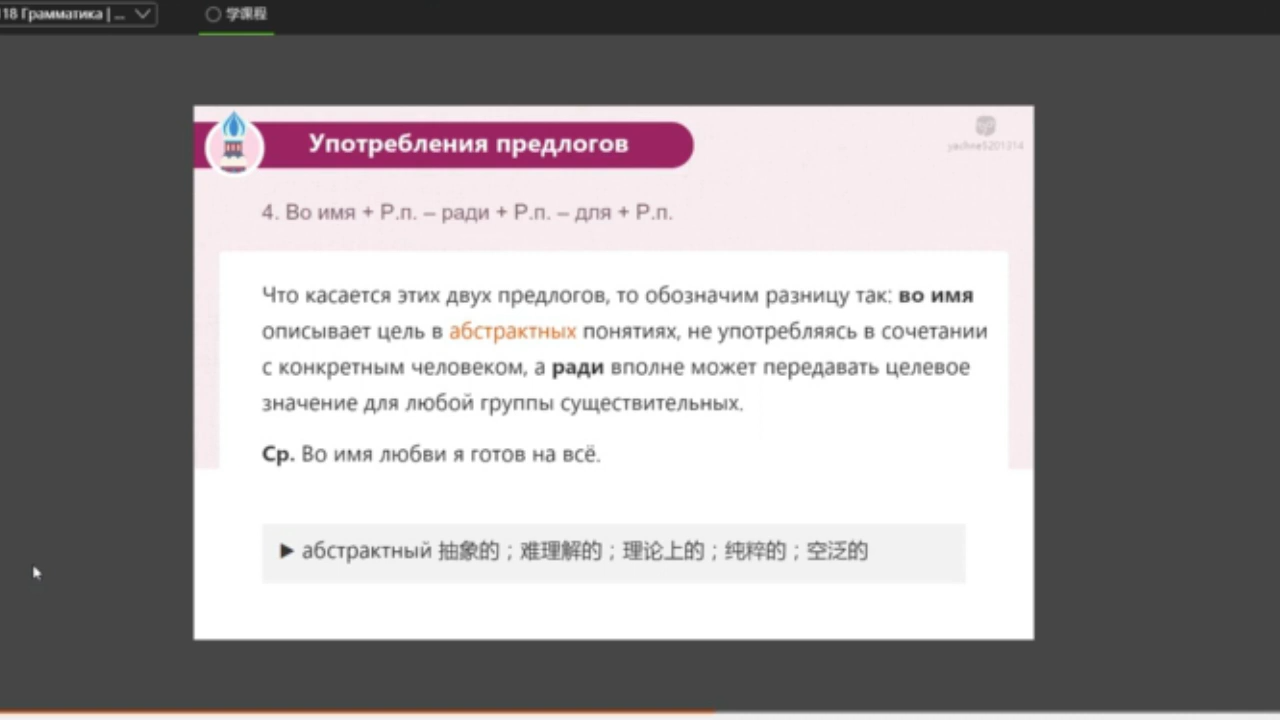 18 Грамматика | ...
学课程
Употребления предлогов
4. Во имя + Р.п. – ради + Р.п. – для + Р.п.
Что касается этих двух предлогов, то обозначим разницу так: во имя
описывает цель в абстрактных понятиях, не употребляясь в сочетании
с конкретным человеком, а ради вполне может передавать целевое
значение для любой группы существительных.
Ср. Во имя любви я готов на всё.
▶ абстрактный 抽象的；难理解的；理论上的；纯粹的；空泛的